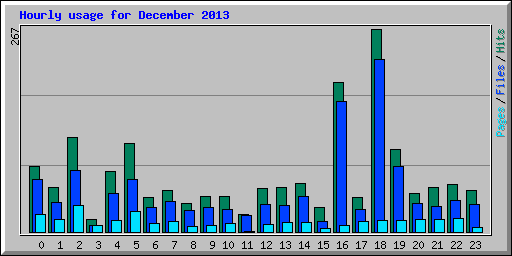 Hourly usage for December 2013
267
Pages/Files/Hits
0 1 2 3 4 5 6 7 8 9 10 11 12 13 14 15 16 17 18 19 20 21 22 23